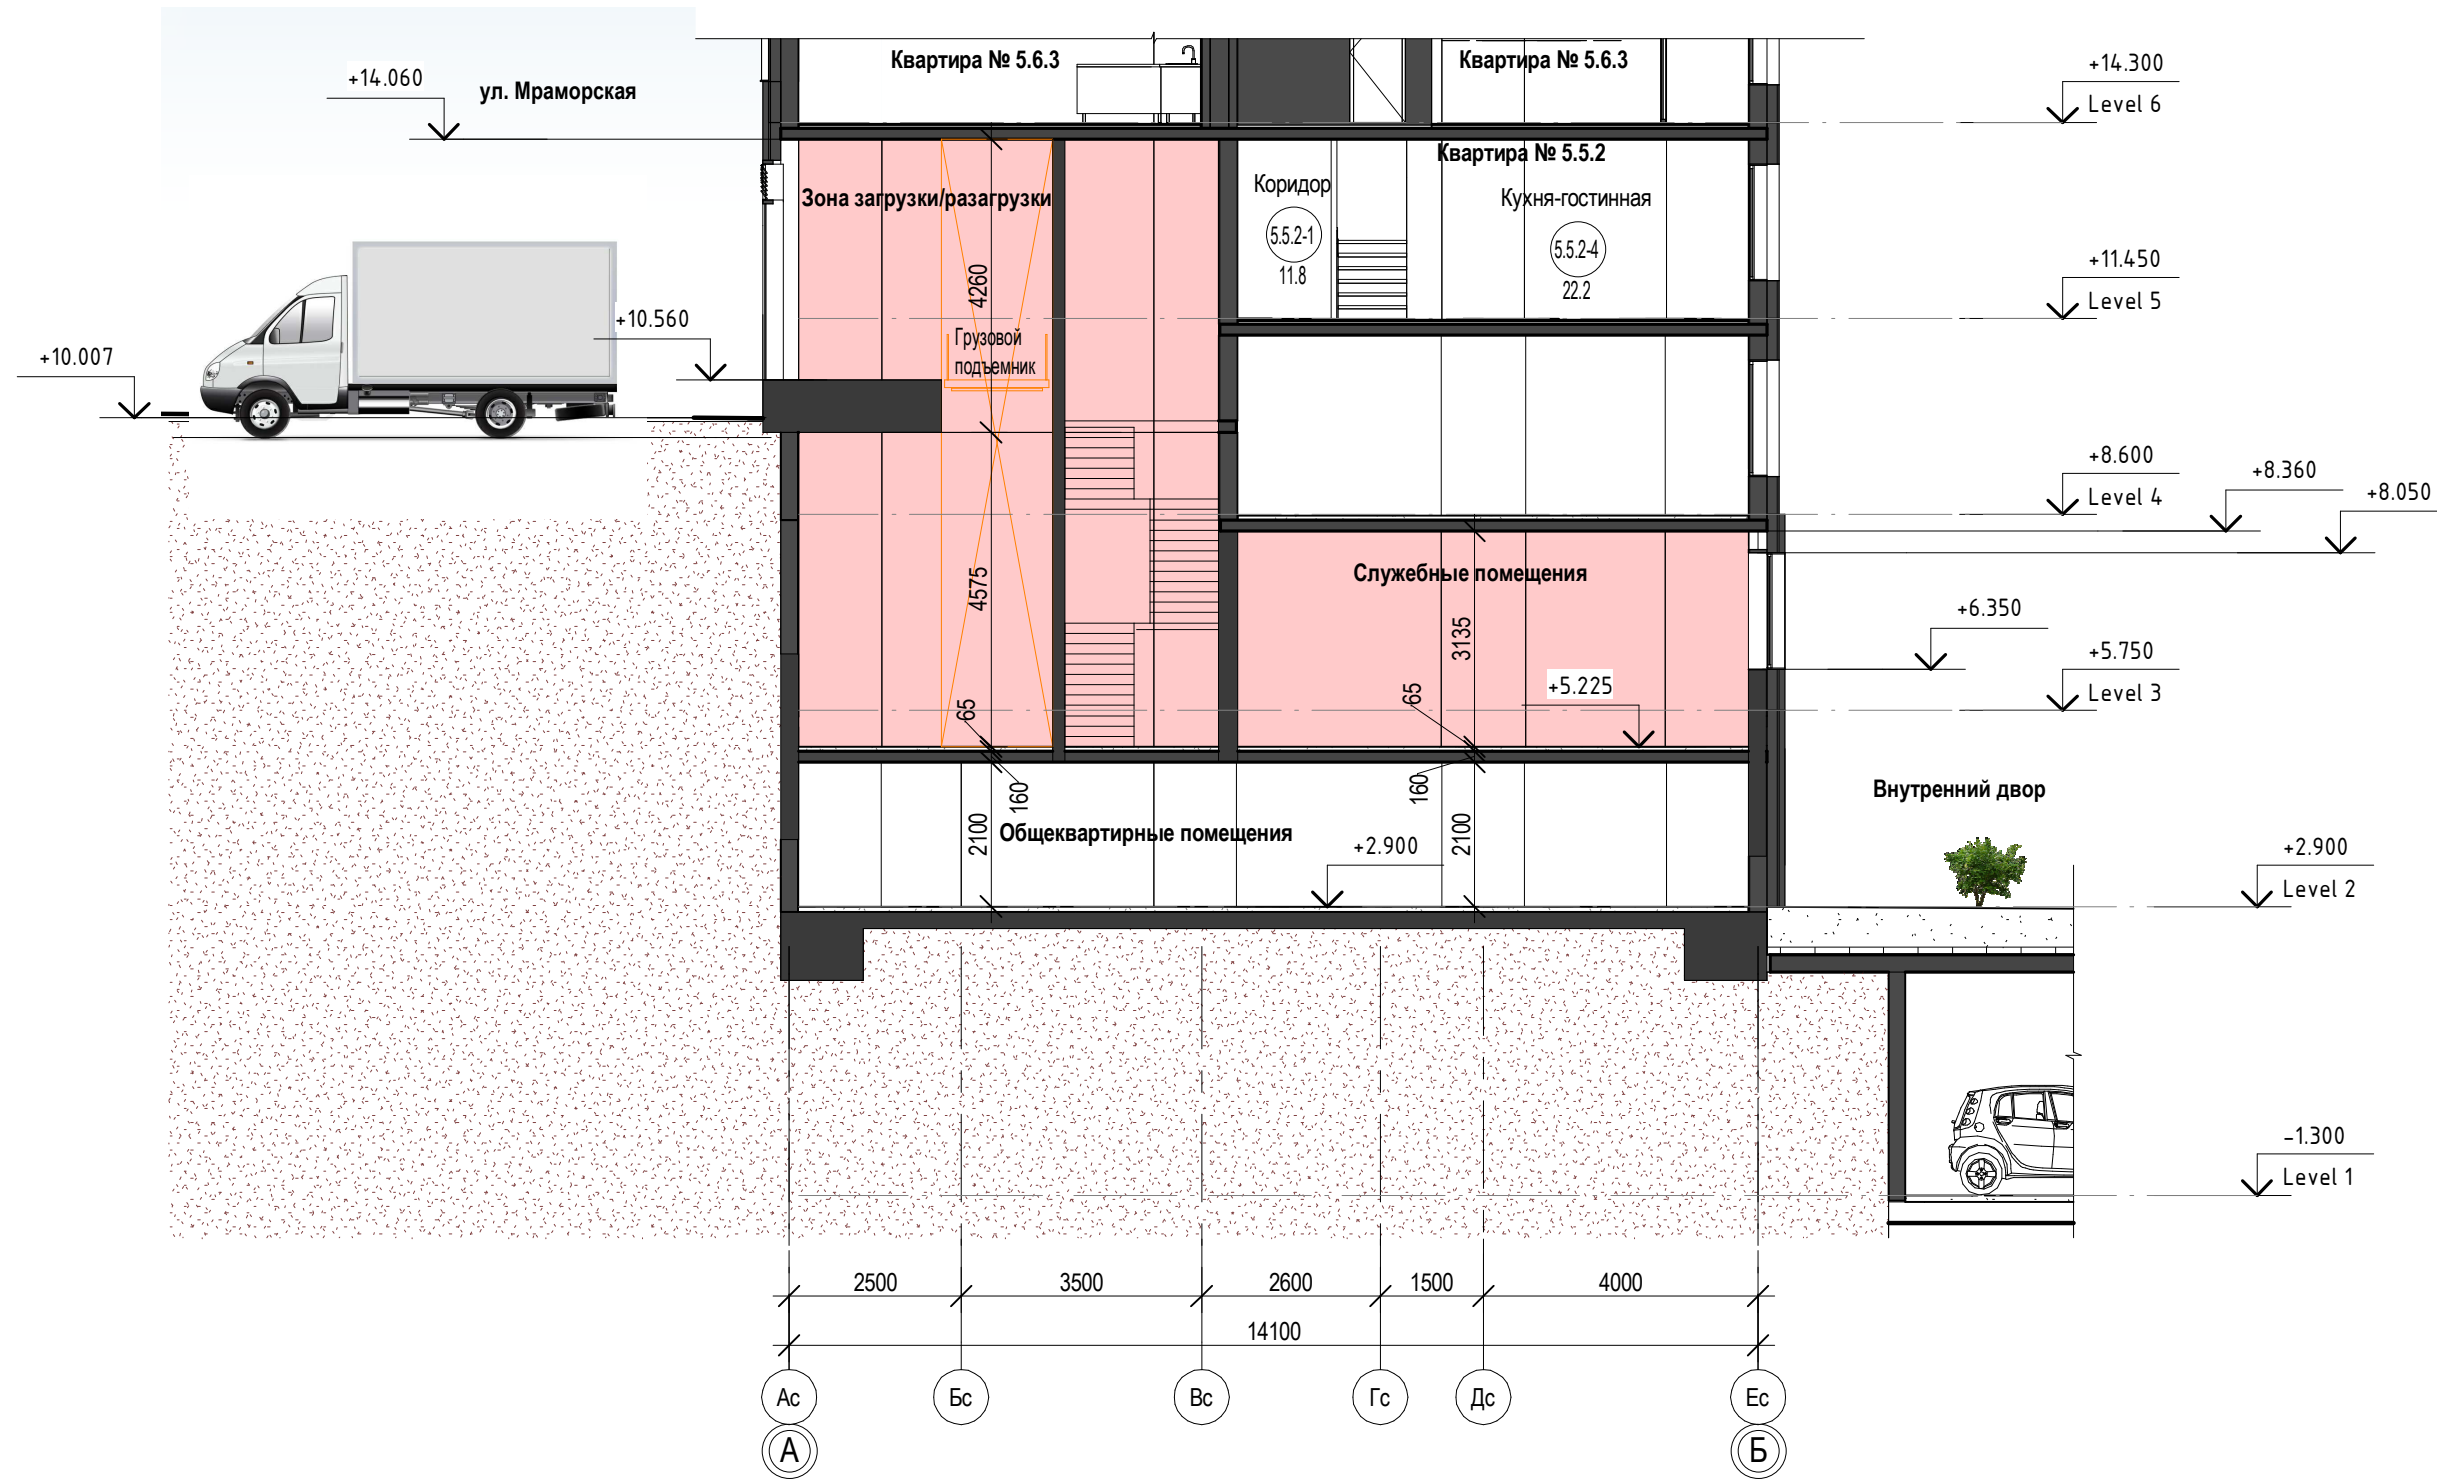 Квартира № 5.6.3
Квартира № 5.6.3
+14.060
ул. Мраморская
+14.300
Level 6
Квартира № 5.5.2
Зона загрузки/разагрузки
Коридор
5.5.2-1
11.8
Кухня-гостинная
5.5.2-4
22.2
4260
+11.450
Level 5
+10.560
Грузовой
подъемник
+10.007
+8.600
Level 4
+8.360
+8.050
4575
Служебные помещения
3135
+6.350
+5.750
Level 3
65
65
+5.225
160
160
Внутренний двор
2100
Общеквартирные помещения
+2.900
2100
+2.900
Level 2
-1.300
Level 1
2500
3500
2600
1500
4000
14100
Ас
Бс
Вс
Гс
Дс
Ес
А
Б